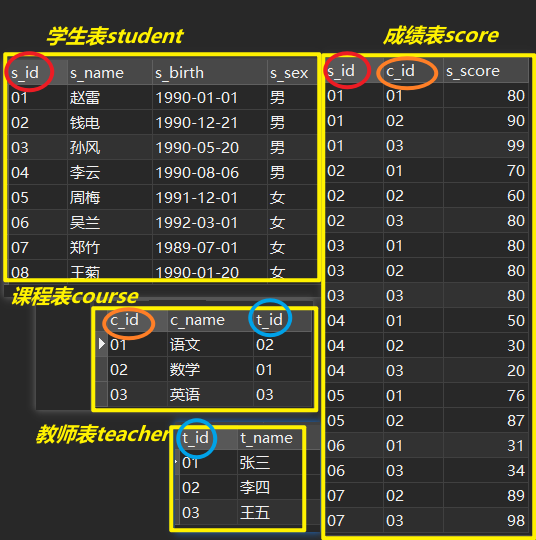 学生表student
s_id s_name s_birth s_sex
01 赵雷 1990-01-01 男
02 钱电 1990-12-21 男
03 孙风 1990-05-20 男
04 李云 1990-08-06 男
05 周梅 1991-12-01 女
06 吴兰 1992-03-01 女
07 郑竹 1989-07-01 女
08 王菊 1990-01-20 女
成绩表score
s_id c_id s_score
01 01 80
01 02 90
01 03 99
02 01 70
02 02 60
02 03 80
03 01 80
03 02 80
03 03 80
04 01 50
04 02 30
04 03 20
05 01 76
05 02 87
06 01 31
06 03 34
07 02 89
07 03 98
课程表course
c_id c_name t_id
01 语文 02
02 数学 01
03 英语 03
教师表teacher
t_id t_name
01 张三
02 李四
03 王五